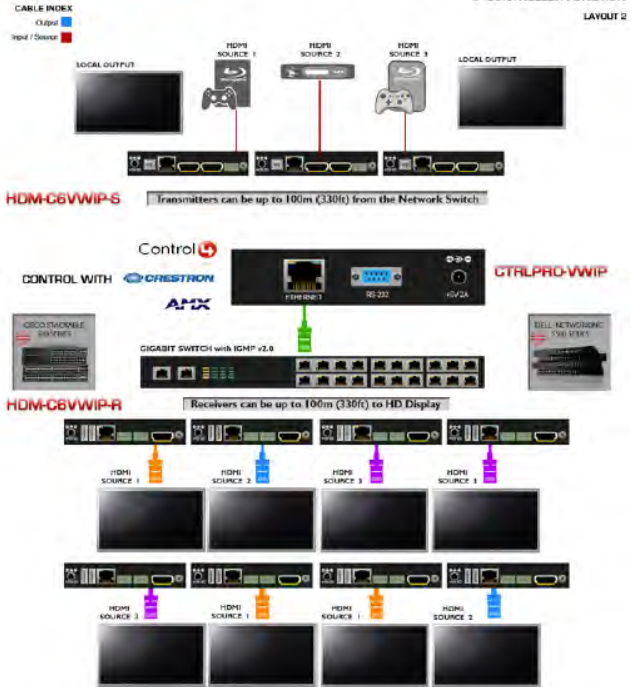 CABLE INDEX
Output
Input / Source
LAYOUT 2
HDMI
SOURCE 1
HDMI
SOURCE 2
HDMI
SOURCE 3
LOCAL OUTPUT
LOCAL OUTPUT
HDM-C6VWIP-S
Transmitters can be up to 100m (330ft) from the Network Switch
Control4
CONTROL WITH
CRESTRON
AMX
ETHERNET
RS-232
CTRLPRO-VWIP
CISCO STACKABLE
DELL NETWORKING
GIGABIT SWITCH with IGMP v2.0
HDM-C6VWIP-R
Receivers can be up to 100m (330ft) to HD Display
HDMI
SOURCE 1
HDMI
SOURCE 2
HDMI
SOURCE 3
HDMI
SOURCE 3
HDMI
HDMI
SOURCE 1
HDMI
SOURCE 1
HDMI
SOURCE 2